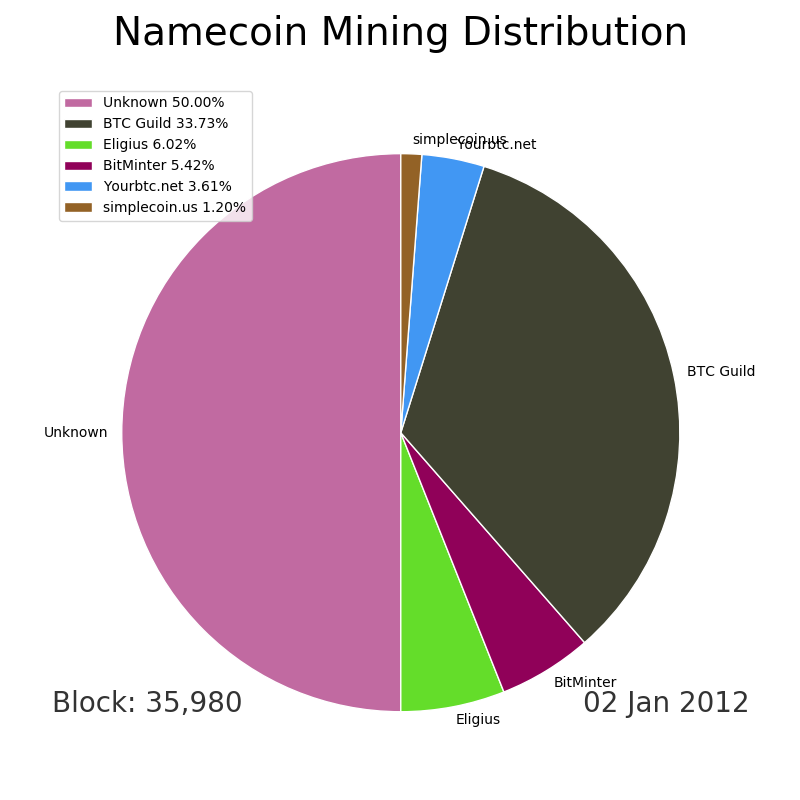 Namecoin Mining Distribution
Unknown 50.00%
BTC Guild 33.73%
Eligius 6.02%
BitMinter 5.42%
Yourbtc.net 3.61%
simplecoin.us 1.20%
simplecoin.us
Yourbtc.net
BTC Guild
Unknown
BitMinter
Block: 35,980
02 Jan 2012
Eligius